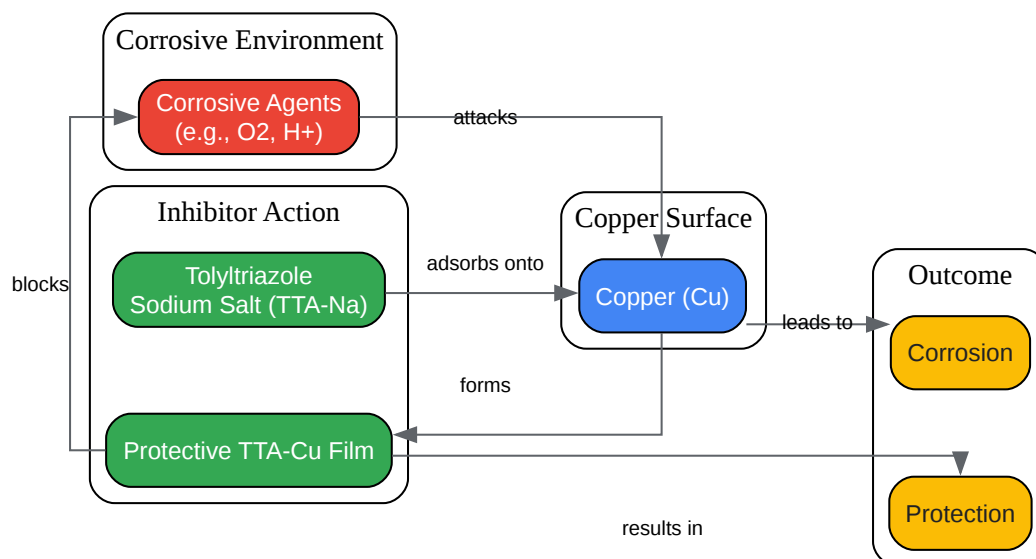 Corrosive Environment
Corrosive Agents
(e.g., O2, H+)
attacks
Inhibitor Action
Copper Surface
Tolyltriazole
Sodium Salt (TTA-Na)
adsorbs onto
Copper (Cu)
blocks
Outcome
leads to
Corrosion
forms
Protective TTA-Cu Film
Protection
results in